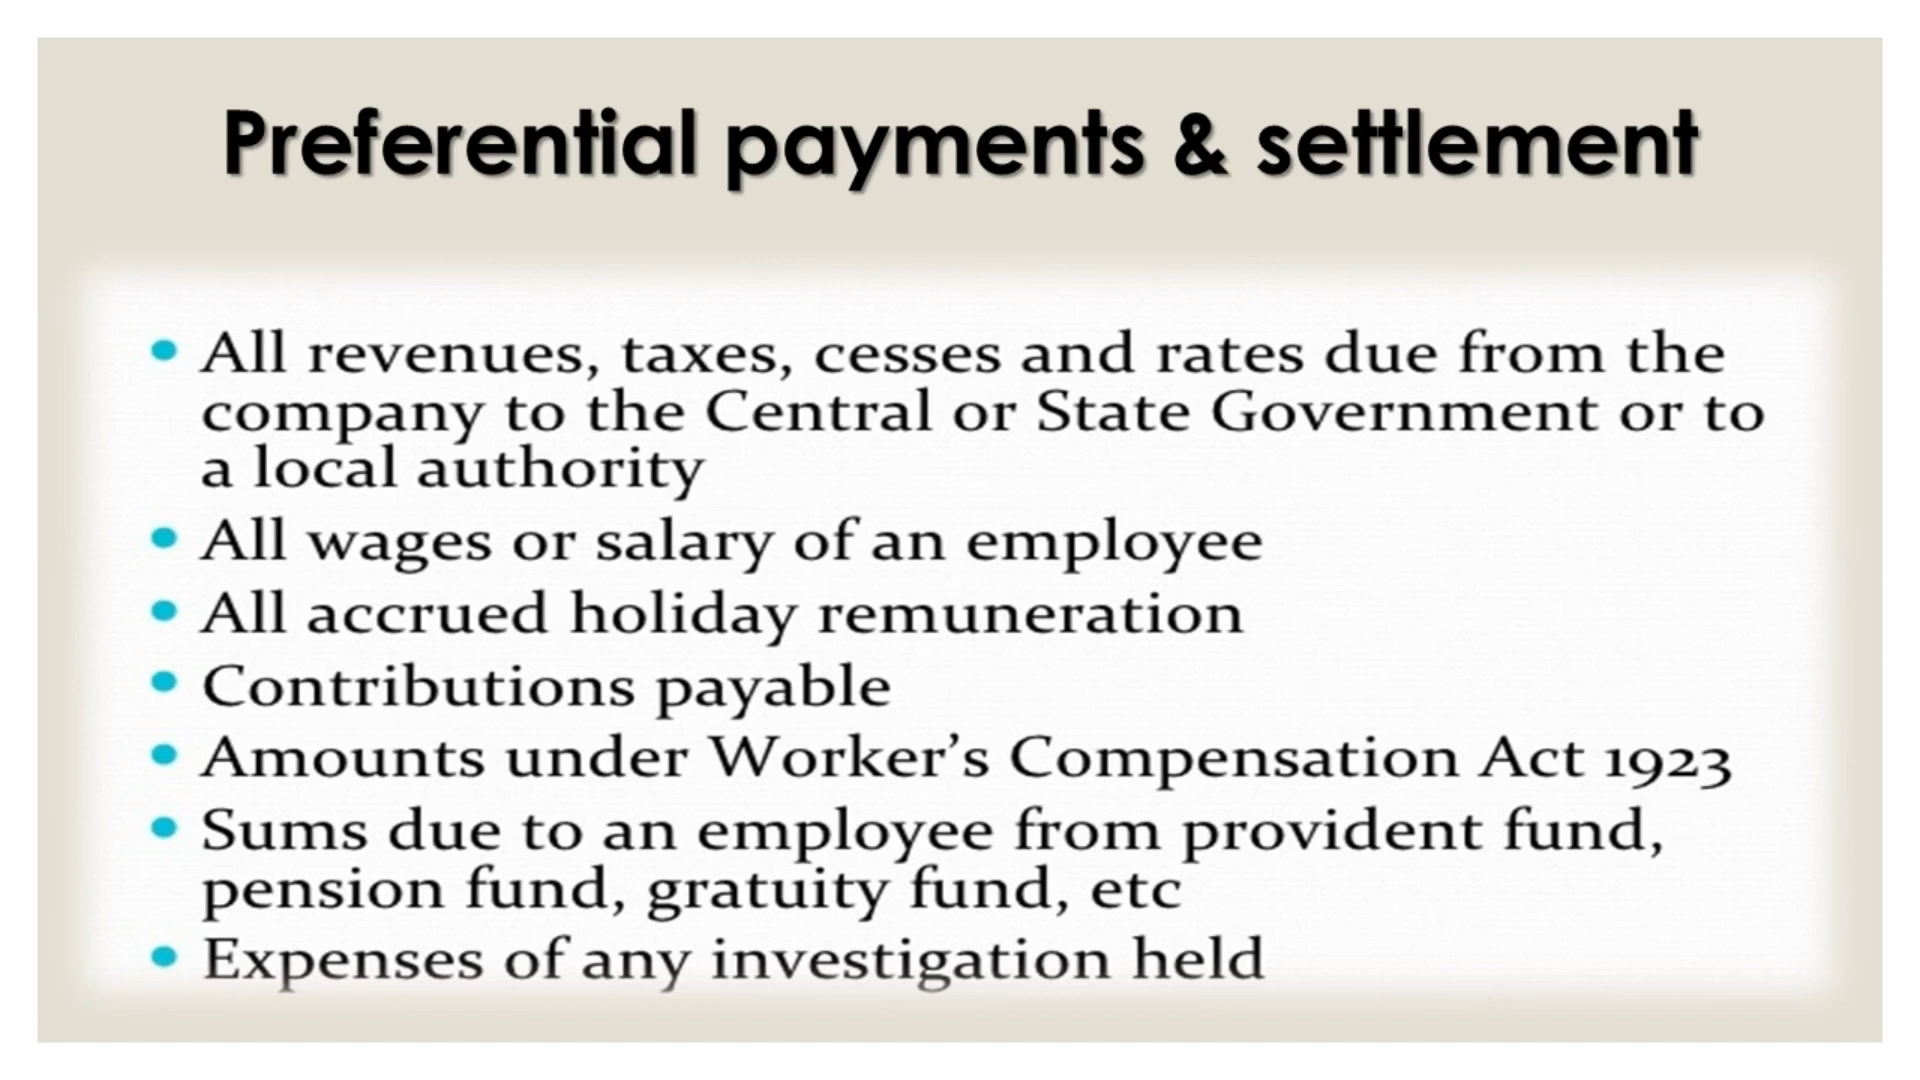 Preferential payments & settlement
• All revenues, taxes, cesses and rates due from the
company to the Central or State Government or to
a local authority
• All wages or salary of an employee
• All accrued holiday remuneration
• Contributions payable
• Amounts under Worker’s Compensation Act 1923
• Sums due to an employee from provident fund,
pension fund, gratuity fund, etc
• Expenses of any investigation held